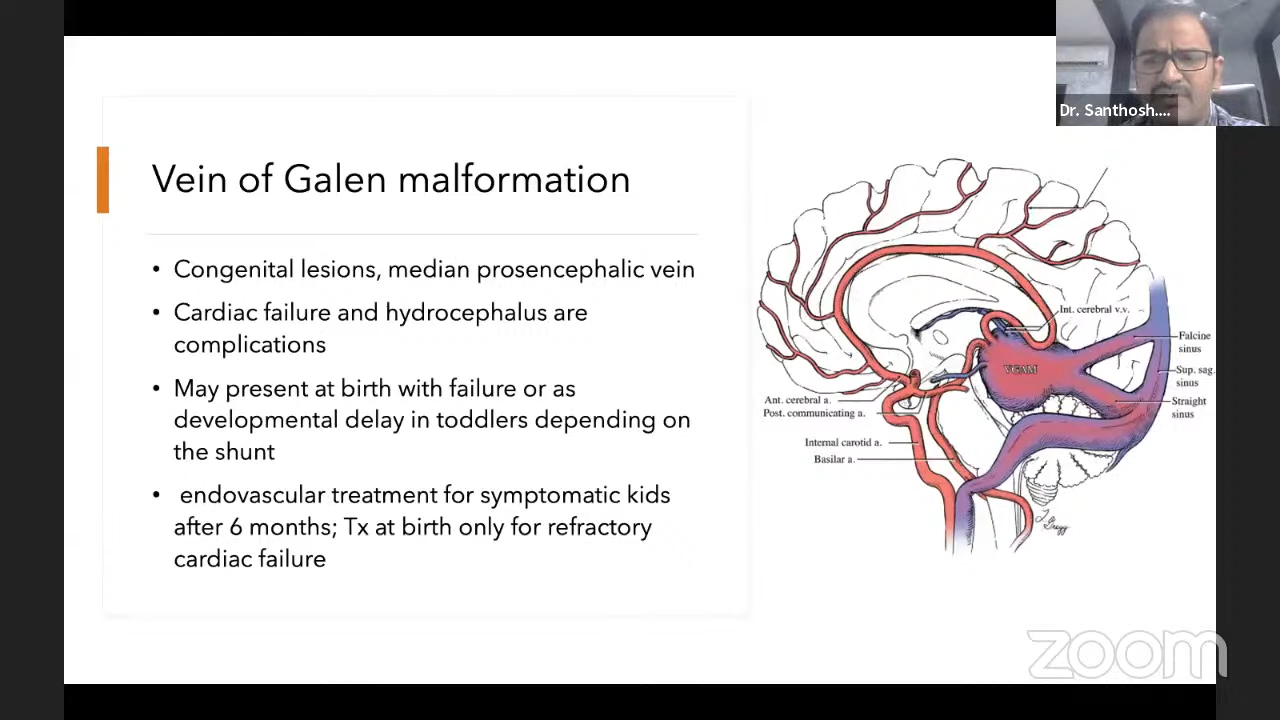 Dr. Santhosh....
Vein of Galen malformation
• Congenital lesions, median prosencephalic vein
• Cardiac failure and hydrocephalus are
complications
• May present at birth with failure or as
developmental delay in toddlers depending on
the shunt
• endovascular treatment for symptomatic kids
after 6 months; Tx at birth only for refractory
cardiac failure
Int. cerebral v.v.
Falcine
sinus
VGAM
Sup. sag.
sinus
Ant. cerebral a.
Straight
sinus
Post. communicating a.
Internal carotid a.
Basilar a.
zoom